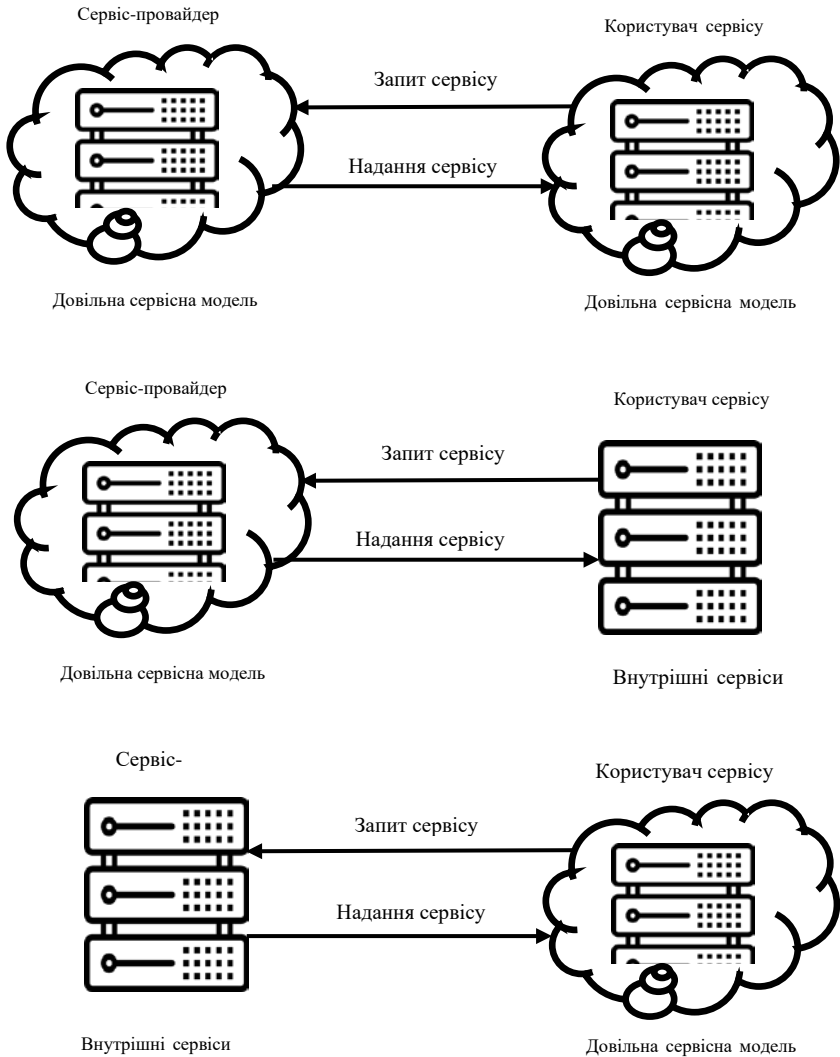 Сервіс-провайдер
Користувач сервісу
Запит сервісу
Надання сервісу
Довільна сервісна модель
Довільна сервісна модель
Сервіс-провайдер
Користувач сервісу
Запит сервісу
Надання сервісу
Довільна сервісна модель
Внутрішні сервіси
Сервіс-
Користувач сервісу
Запит сервісу
Надання сервісу
Внутрішні сервіси
Довільна сервісна модель